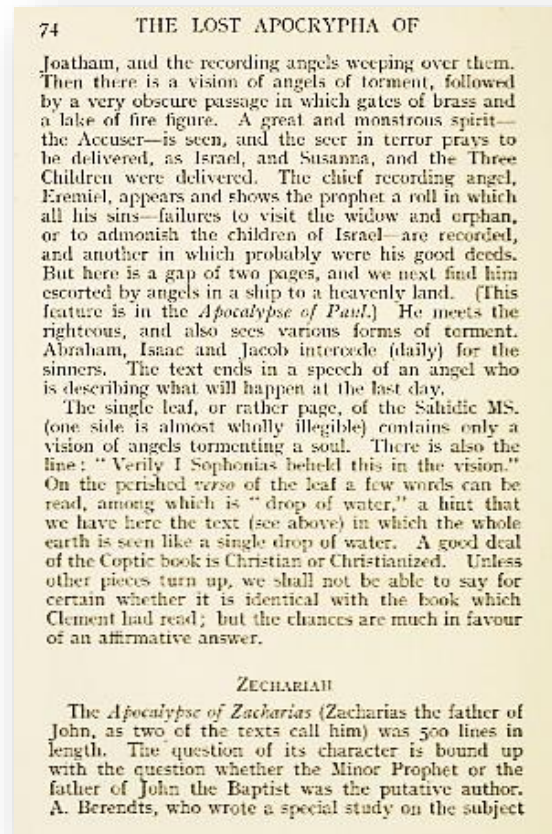 74 THE LOST APOCRYPHA OF
Joatham, and the recording angels weeping over them.
Then there is a vision of angels of torment, followed
by a very obscure passage in which gates of brass and
a lake of fire figure. A great and monstrous spirit—
the Accuser—is seen, and the seer in terror prays to
be delivered, as Israel, and Susanna, and the Three
Children were delivered. The chief recording angel,
Eremiel, appears and shows the prophet a roll in which
all his sins—failures to visit the widow and orphan,
or to admonish the children of Israel—are recorded,
and another in which probably were his good deeds.
But here is a gap of two pages, and we next find him
escorted by angels in a ship to a heavenly land. (This
feature is in the Apocalypse of Paul.) He meets the
righteous, and also sees various forms of torment.
Abraham, Isaac and Jacob intercede (daily) for the
sinners. The text ends in a speech of an angel who
is describing what will happen at the last day.
The single leaf, or rather page, of the Sahidic MS.
(one side is almost wholly illegible) contains only a
vision of angels tormenting a soul. There is also the
line: " Verily I Sophonias beheld this in the vision."
On the perished verso of the leaf a few words can be
read, among which is " drop of water," a hint that
we have here the text (see above) in which the whole
earth is seen like a single drop of water. A good deal
of the Coptic book is Christian or Christianized. Unless
other pieces turn up, we shall not be able to say for
certain whether it is identical with the book which
Clement had read; but the chances are much in favour
of an affirmative answer.
ZECHARIAH
The Apocalypse of Zacharias (Zacharias the father of
John, as two of the texts call him) was 500 lines in
length. The question of its character is bound up
with the question whether the Minor Prophet or the
father of John the Baptist was the putative author.
A. Berendts, who wrote a special study on the subject